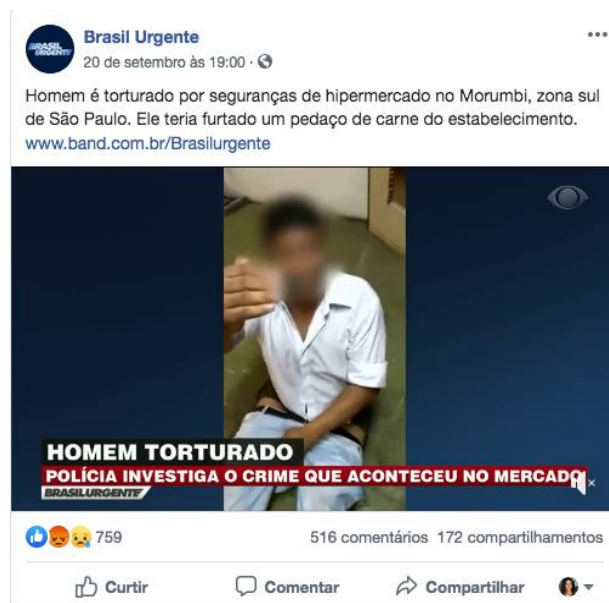 BRASIL
URGENTE
Brasil Urgente
20 de setembro às 19:00 ·
Homem é torturado por seguranças de hipermercado no Morumbi, zona sul
de São Paulo. Ele teria furtado um pedaço de carne do estabelecimento.
www.band.com.br/Brasilurgente
HOMEM TORTURADO
POLÍCIA INVESTIGA O CRIME QUE ACONTECEU NO MERCADO
BRASILURGENTE
759
516 comentários 172 compartilhamentos
Curtir Comentar Compartilhar